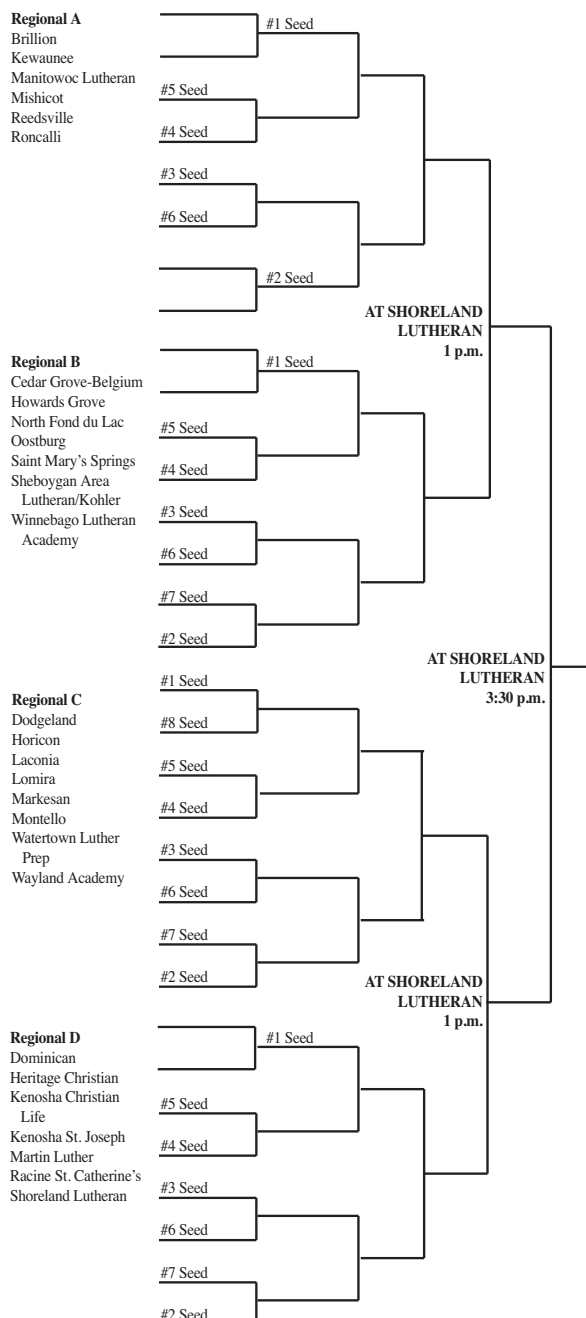 Regional A
Brillion
Kewaunee
Manitowoc Lutheran
Mishicot
Reedsville
Roncalli
#1 Seed
#5 Seed
#4 Seed
#3 Seed
#6 Seed
#2 Seed
AT SHORELAND
LUTHERAN
1 p.m.
Regional B
Cedar Grove-Belgium
Howards Grove
North Fond du Lac
Oostburg
Saint Mary's Springs
Sheboygan Area
Lutheran/Kohler
Winnebago Lutheran
Academy
#1 Seed
#5 Seed
#4 Seed
#3 Seed
#6 Seed
#7 Seed
#2 Seed
AT SHORELAND
LUTHERAN
3:30 p.m.
Regional C
Dodgeland
Horicon
Laconia
Lomira
Markesan
Montello
Watertown Luther
Prep
Wayland Academy
#1 Seed
#8 Seed
#5 Seed
#4 Seed
#3 Seed
#6 Seed
#7 Seed
#2 Seed
AT SHORELAND
LUTHERAN
1 p.m.
Regional D
Dominican
Heritage Christian
Kenosha Christian
Life
Kenosha St. Joseph
Martin Luther
Racine St. Catherine's
Shoreland Lutheran
#1 Seed
#5 Seed
#4 Seed
#3 Seed
#6 Seed
#7 Seed
#2 Seed